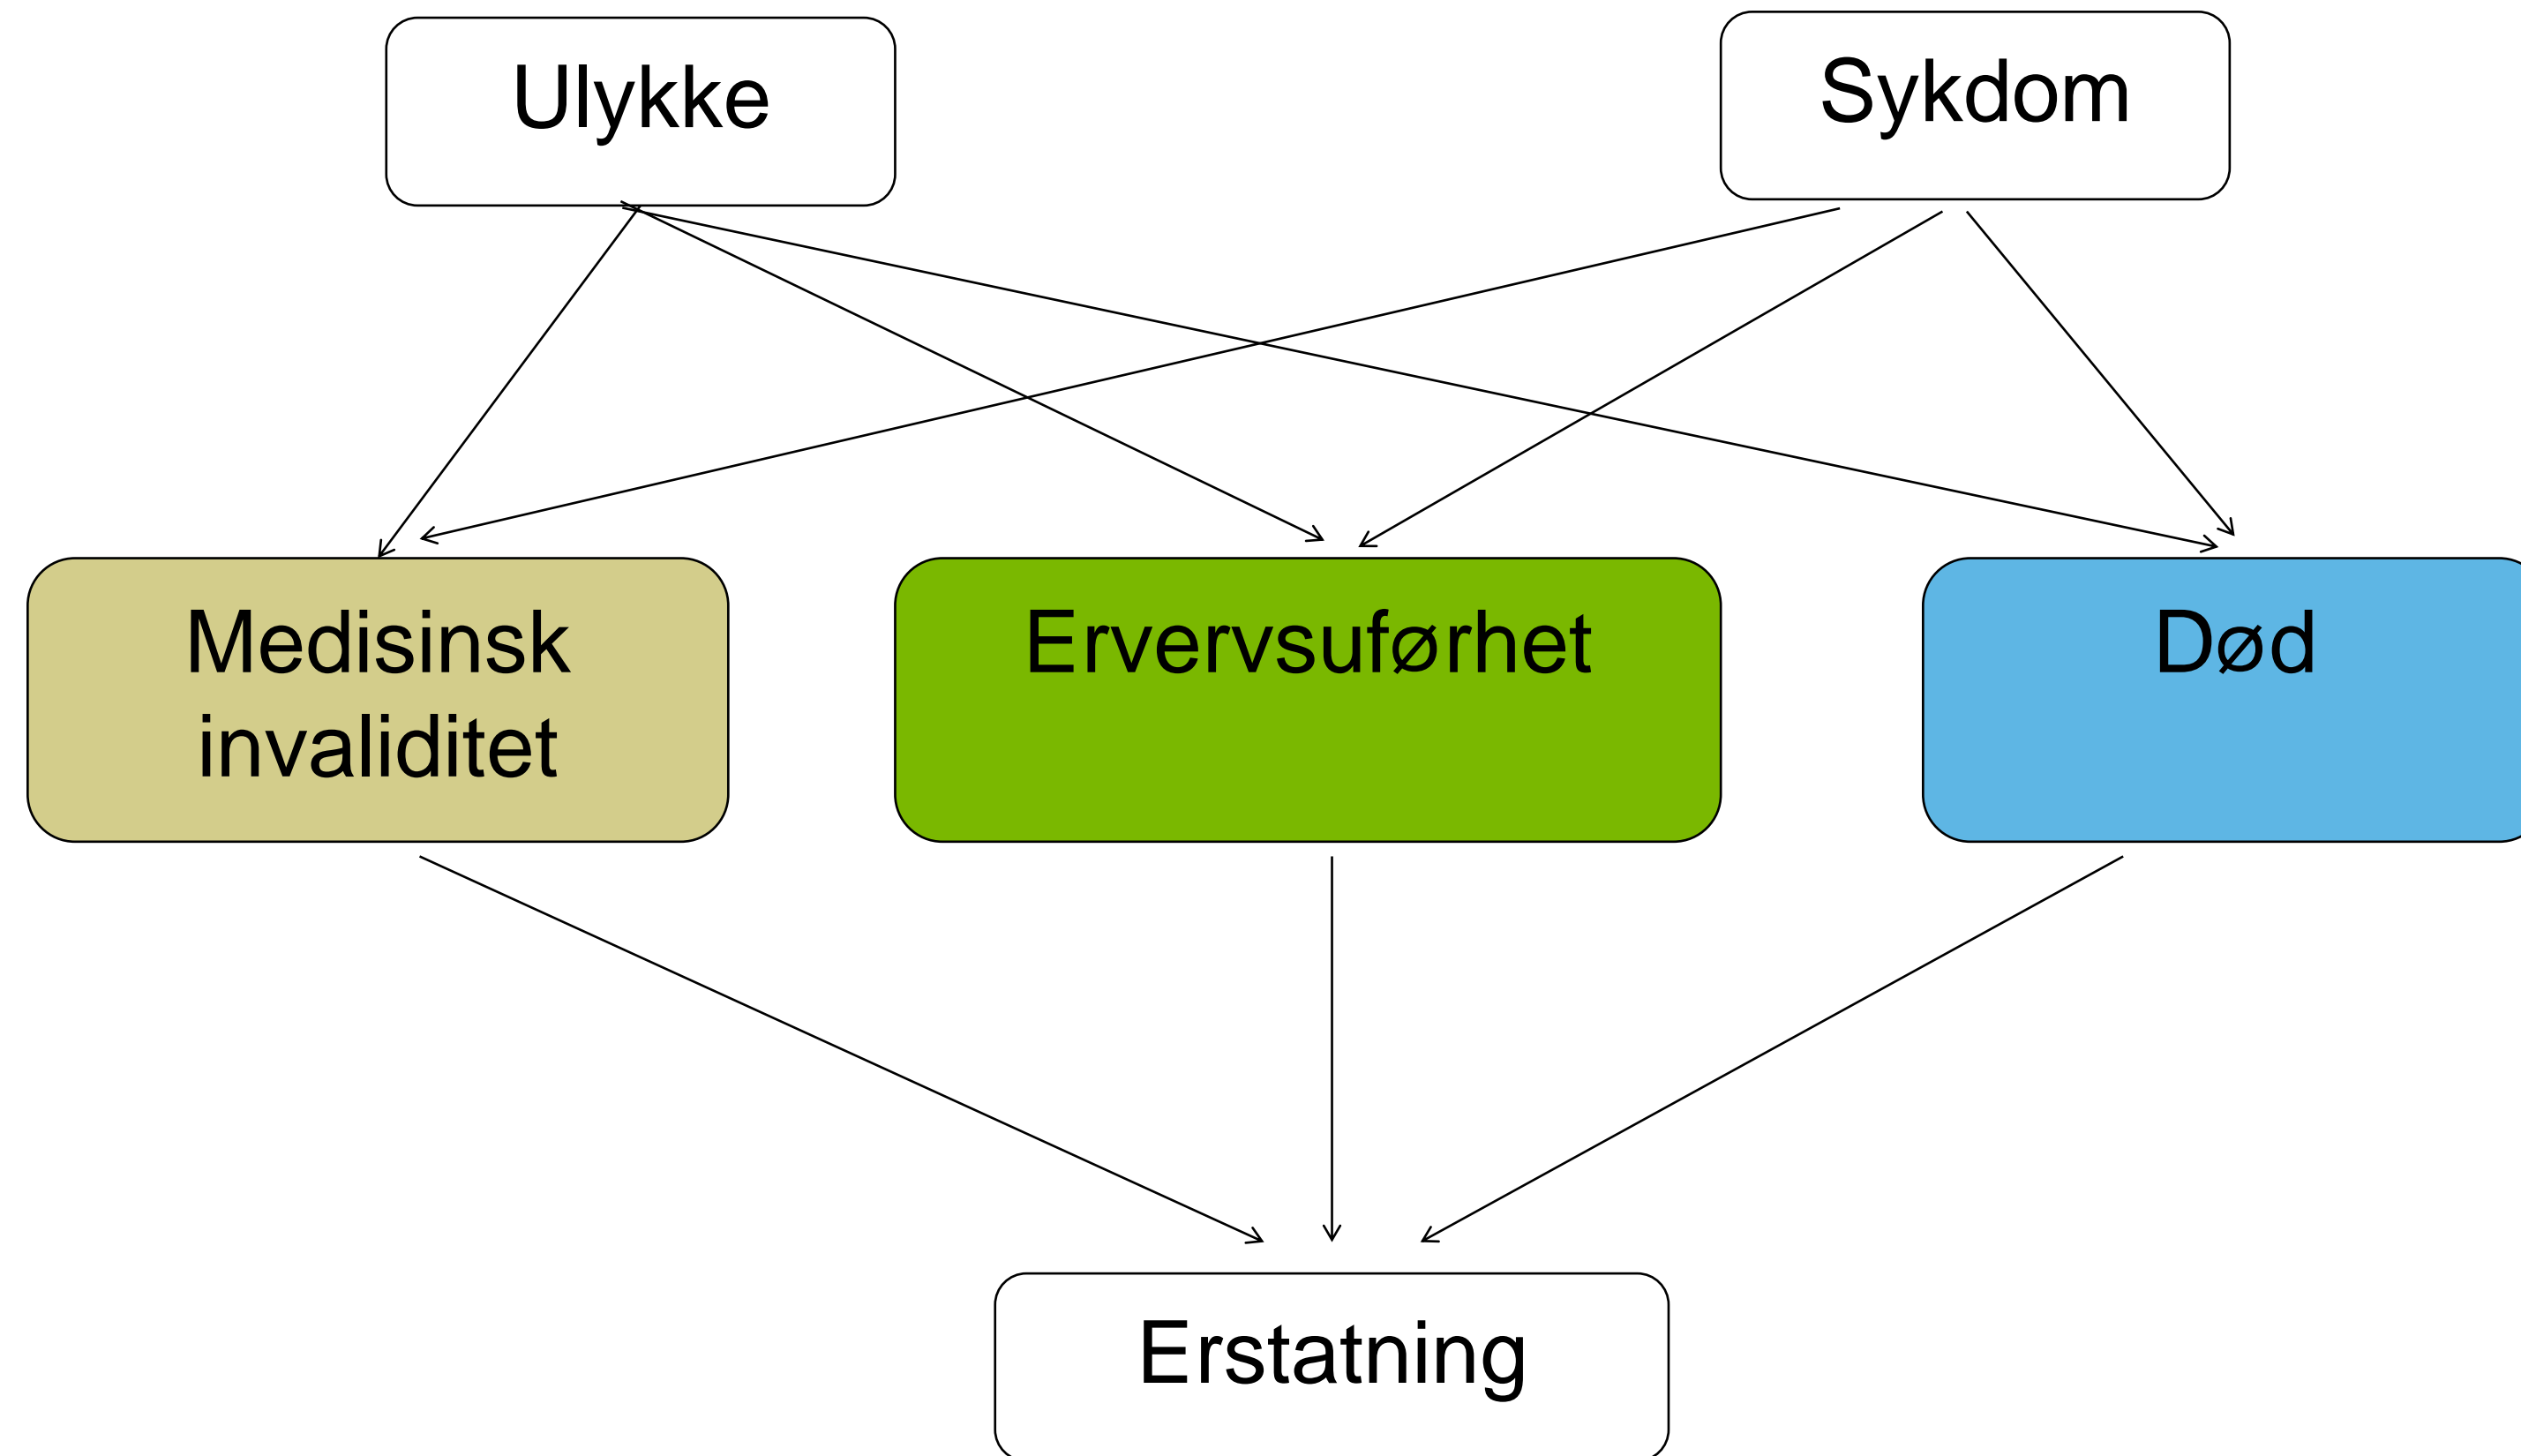 Ulykke
Sykdom
Medisinsk
invaliditet
Ervervsuførhet
Død
Erstatning